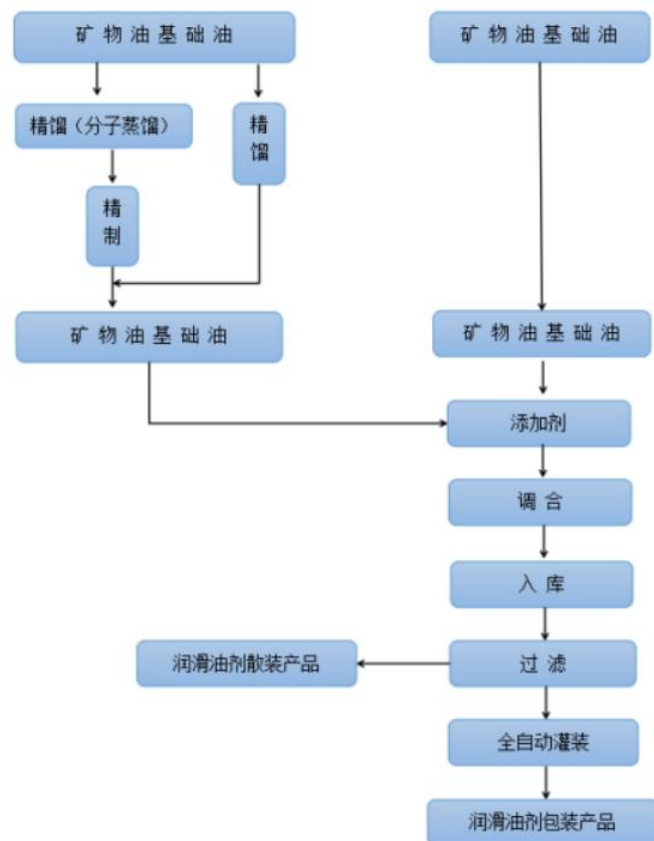 矿物油基础油
矿物油基础油
精馏（分子蒸馏）
精
馏
精
制
矿物油基础油
矿物油基础油
添加剂
调合
入库
润滑油剂散装产品
过滤
全自动灌装
润滑油剂包装产品